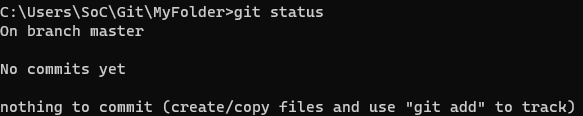 C:\Users\SoC\Git\MyFolder>git status
On branch master
No commits yet
nothing to commit (create/copy files and use "git add" to track)